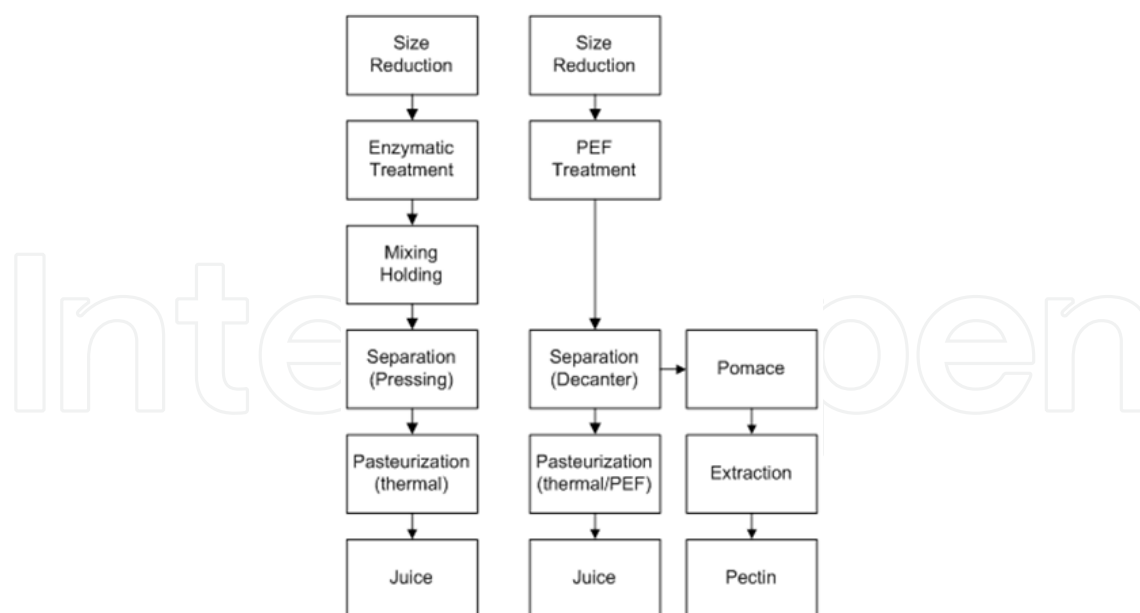 Size
Reduction
Enzymatic
Treatment
Mixing
Holding
Separation
(Pressing)
Pasteurization
(thermal)
Juice
Size
Reduction
PEF
Treatment
Separation
(Decanter)
Pasteurization
(thermal/PEF)
Juice
Pomace
Extraction
Pectin